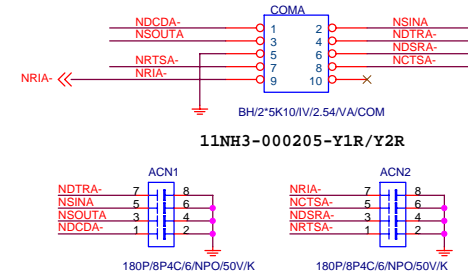 COMA
NDCDA- 1 2 NSINA
NSOUTA 3 4 NDTRA-
5 6 NDSRA-
NRTSA- 7 8 NCTSA-
NRIA- NRIA- 9 10
BH/2*5K10/IV/2.54/VA/COM
11NH3-000205-Y1R/Y2R
ACN1
NDTRA- 7 8
NSINA 5 6
NSOUTA 3 4
NDCDA- 1 2
180P/8P4C/6/NPO/50V/K
ACN2
NRIA- 7 8
NCTSA- 5 6
NDSRA- 3 4
NRTSA- 1 2
180P/8P4C/6/NPO/50V/K